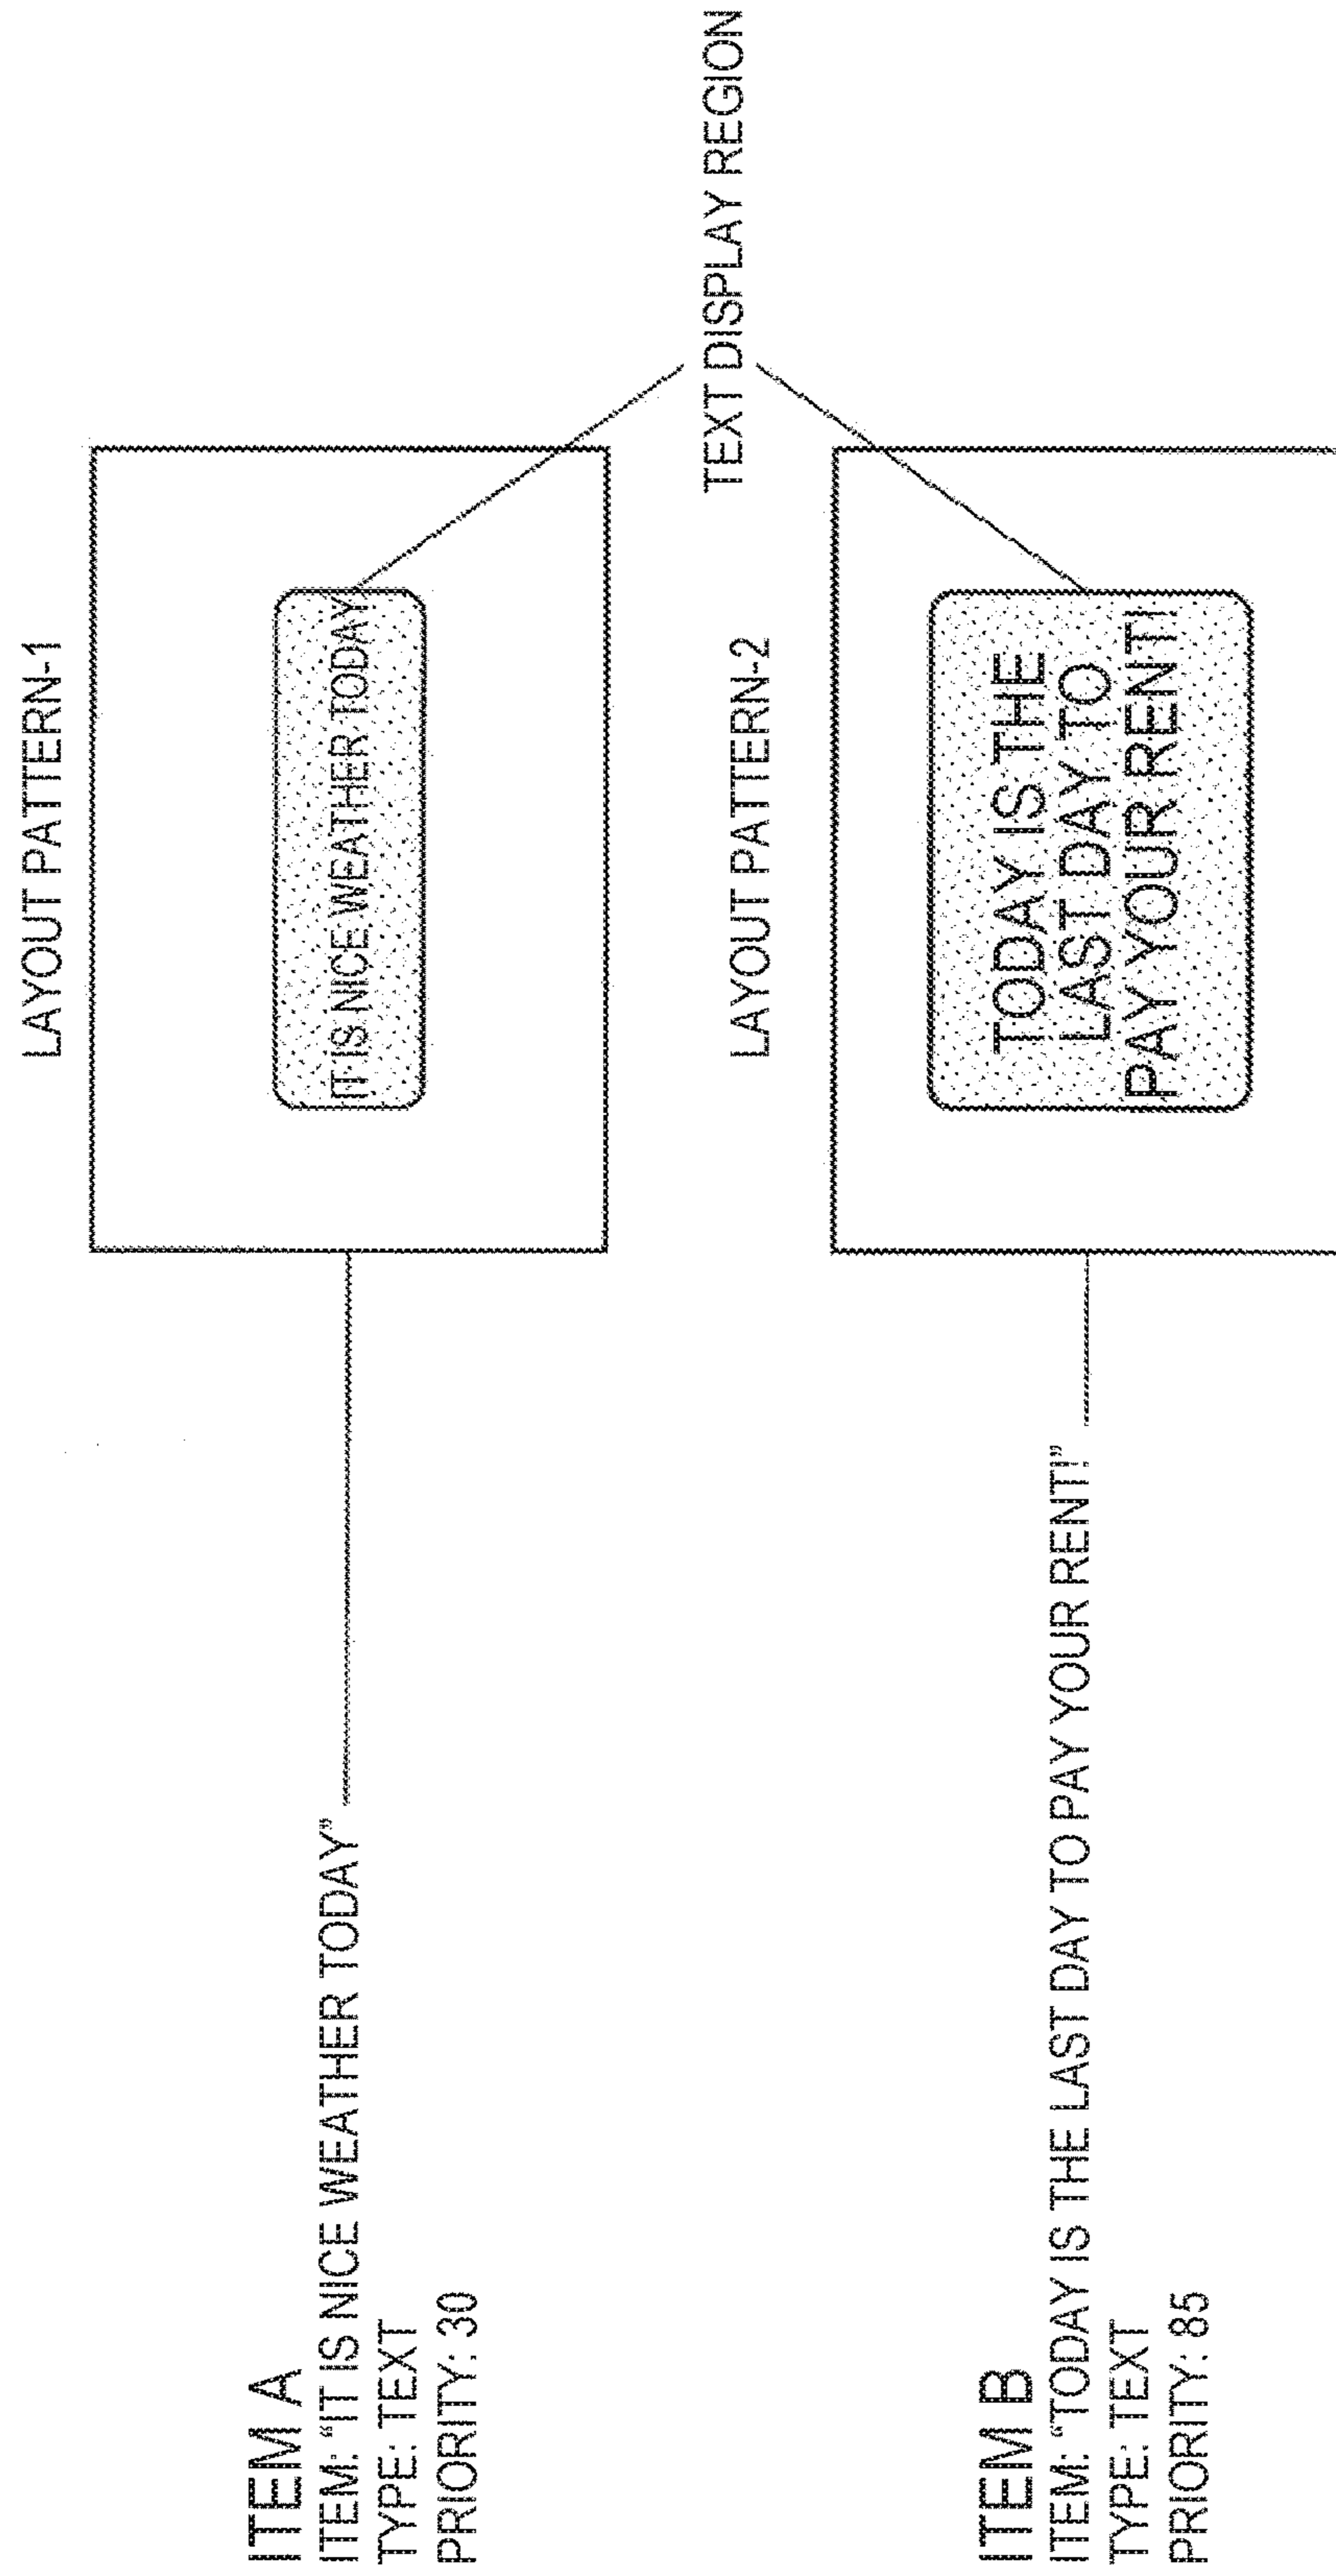 ITEM A
ITEM: “IT IS NICE WEATHER TODAY”
TYPE: TEXT
PRIORITY: 30
LAYOUT PATTERN-1
IT IS NICE WEATHER TODAY
TEXT DISPLAY REGION
ITEM B
ITEM: “TODAY IS THE LAST DAY TO PAY YOUR RENT!”
TYPE: TEXT
PRIORITY: 85
LAYOUT PATTERN-2
TODAY IS THE
LAST DAY TO
PAY YOUR RENT!